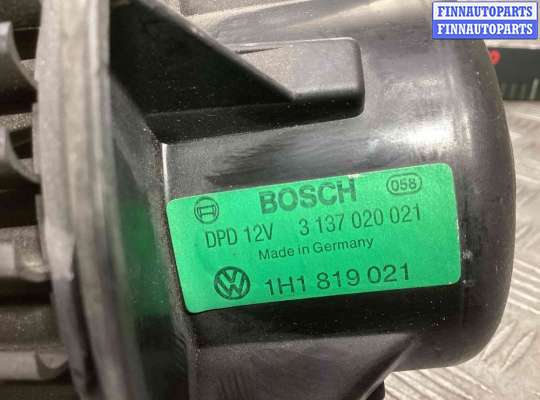 FINNAUTOPARTS
FINNAUTOPARTS
BOSCH 058
DPD 12V 3 137 020 021
Made in Germany
1H1 819 021